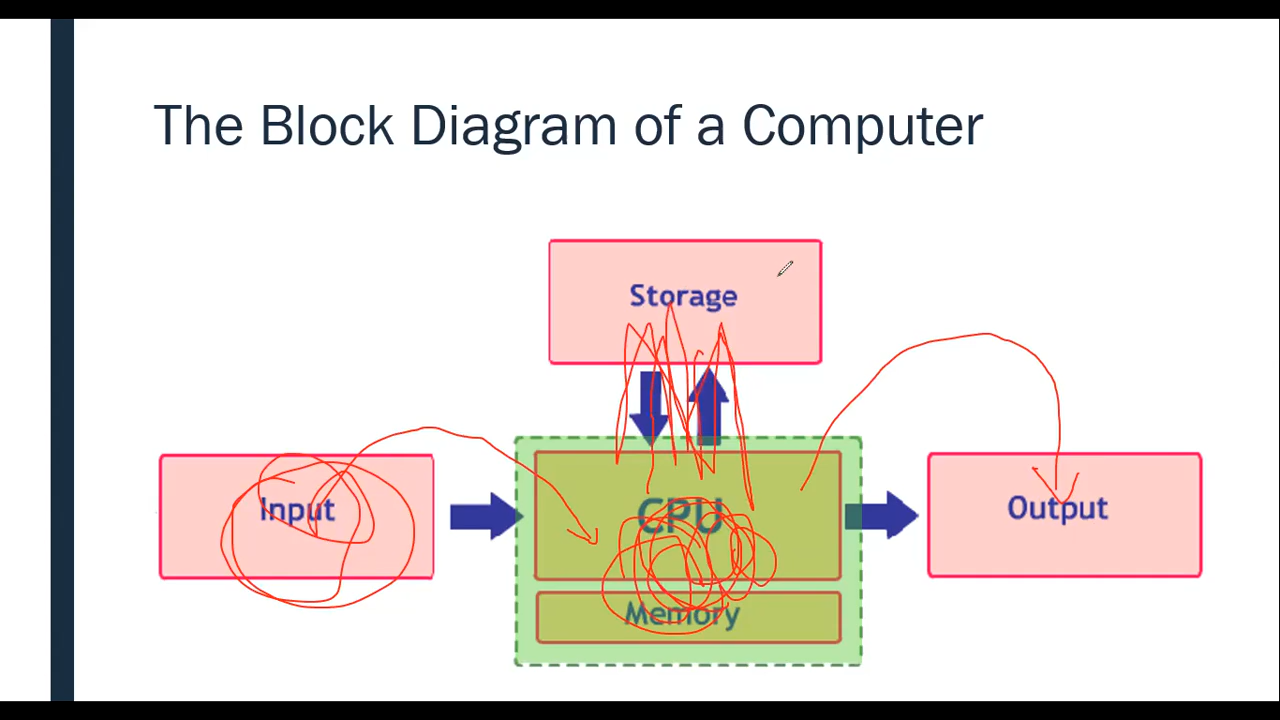 The Block Diagram of a Computer
Storage
Input
CPU
Output
Memory